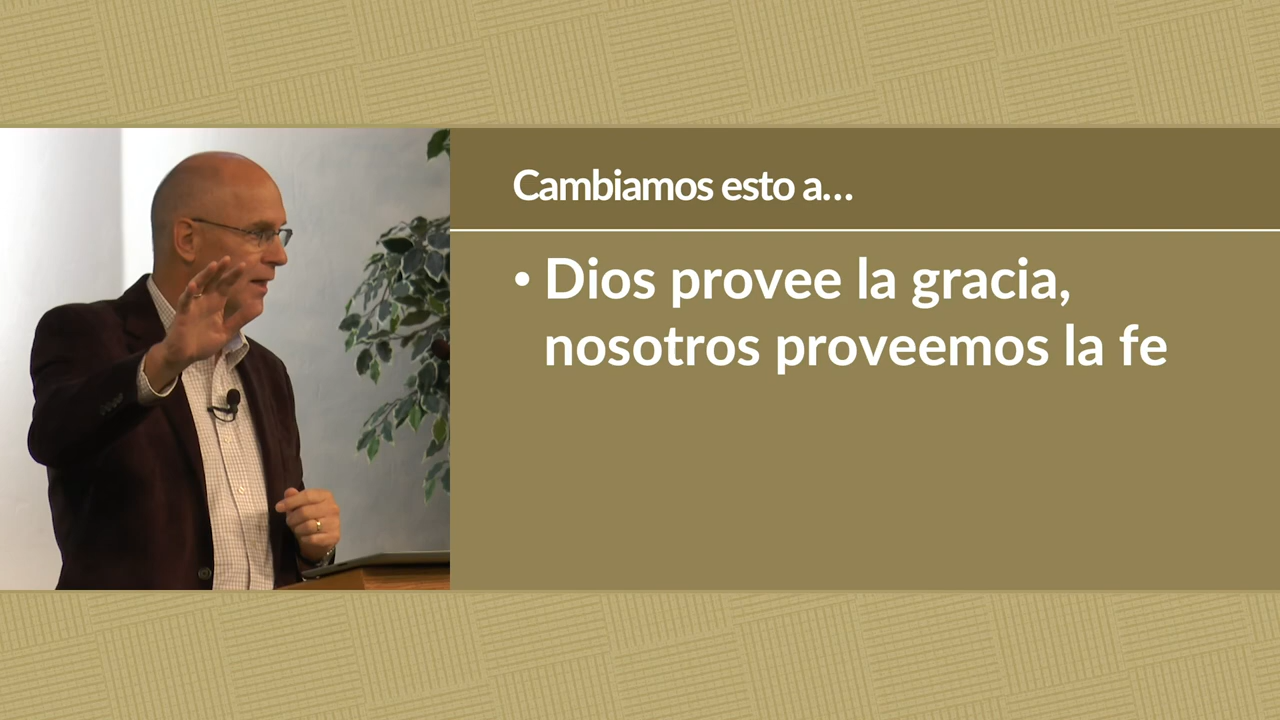 Cambiamos esto a...
• Dios provee la gracia,
nosotros proveemos la fe